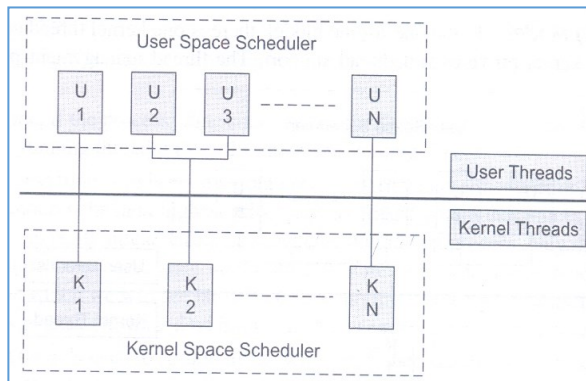 User Space Scheduler
U
1
U
2
U
3
U
N
User Threads
Kernel Threads
K
1
K
2
K
N
Kernel Space Scheduler